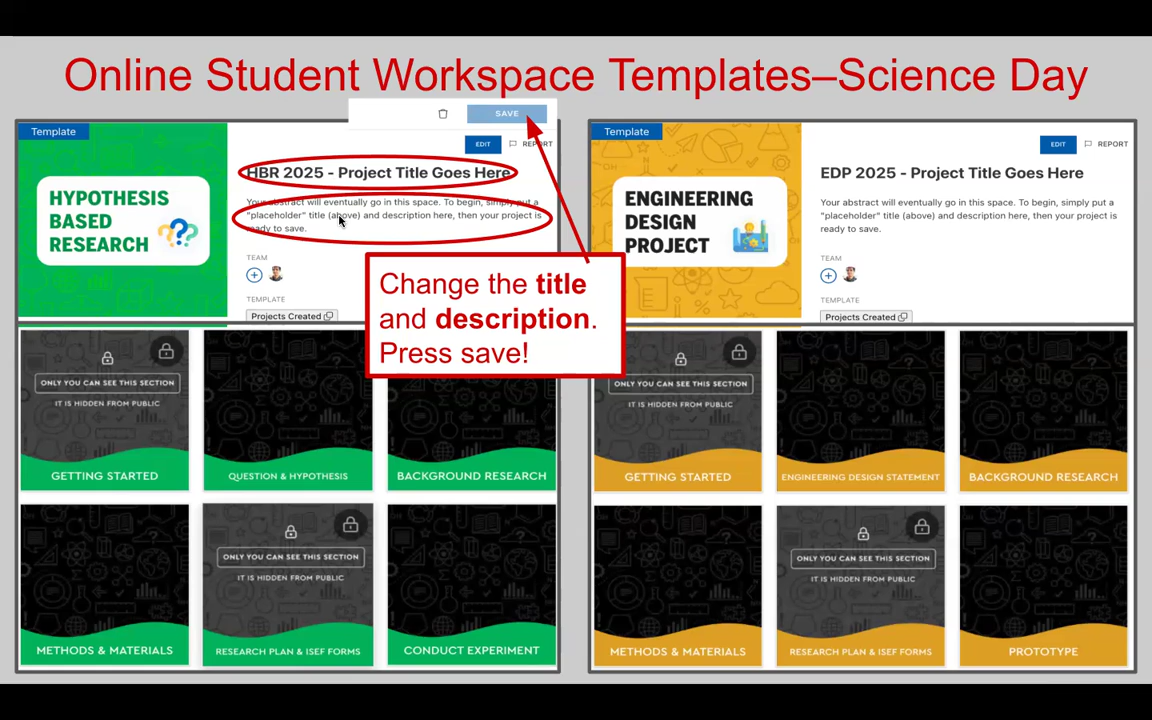 Online Student Workspace Templates–Science Day
Template
SAVE
EDIT
REPORT
HYPOTHESIS
BASED
RESEARCH
HBR 2025 - Project Title Goes Here
Your abstract will eventually go in this space. To begin, simply put a
"placeholder" title (above) and description here, then your project is
ready to save.
TEAM
TEMPLATE
Projects Created
Change the title
and description.
Press save!
ONLY YOU CAN SEE THIS SECTION
IT IS HIDDEN FROM PUBLIC
GETTING STARTED
QUESTION & HYPOTHESIS
BACKGROUND RESEARCH
METHODS & MATERIALS
ONLY YOU CAN SEE THIS SECTION
IT IS HIDDEN FROM PUBLIC
RESEARCH PLAN & ISEF FORMS
CONDUCT EXPERIMENT
Template
EDIT
REPORT
ENGINEERING
DESIGN
PROJECT
EDP 2025 - Project Title Goes Here
Your abstract will eventually go in this space. To begin, simply put a
"placeholder" title (above) and description here, then your project is
ready to save.
TEAM
TEMPLATE
Projects Created
ONLY YOU CAN SEE THIS SECTION
IT IS HIDDEN FROM PUBLIC
GETTING STARTED
ENGINEERING DESIGN STATEMENT
BACKGROUND RESEARCH
METHODS & MATERIALS
ONLY YOU CAN SEE THIS SECTION
IT IS HIDDEN FROM PUBLIC
RESEARCH PLAN & ISEF FORMS
PROTOTYPE